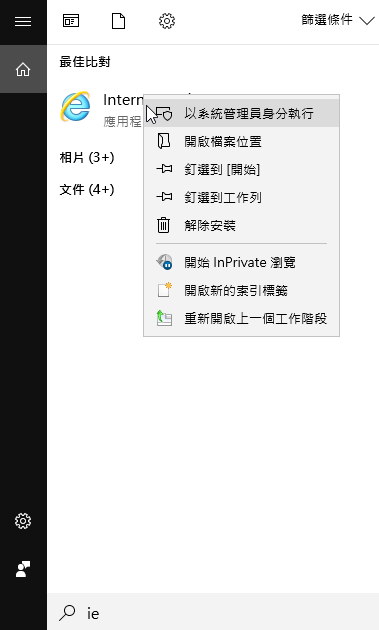 篩選條件
最佳比對
Intern
應用程
以系統管理員身分執行
開啟檔案位置
釘選到 [開始]
釘選到工作列
解除安裝
開始 InPrivate 瀏覽
開啟新的索引標籤
重新開啟上一個工作階段
相片 (3+)
文件 (4+)
ie